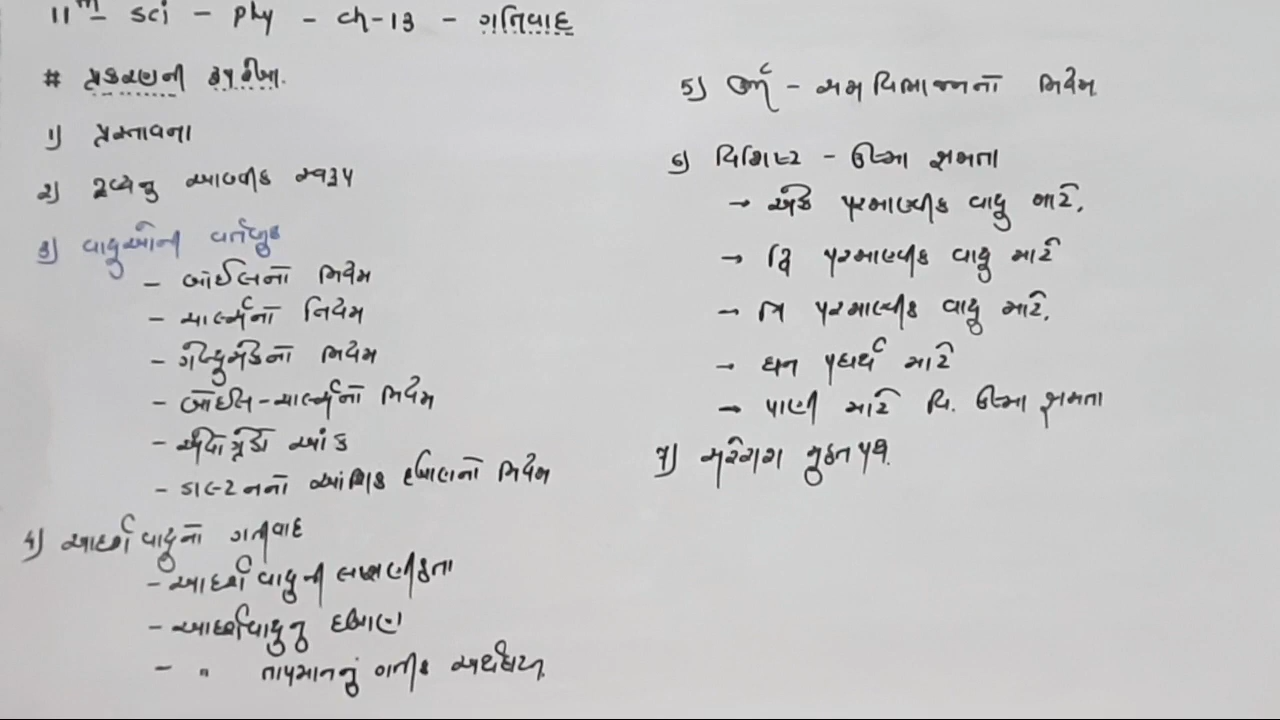 11th - sci - phy - ch-13 - ગતિવાદ
# પ્રકરણની રૂપરેખા.
1) પ્રસ્તાવના
2) દ્રવ્યનુ આણ્વીક સ્વરૂપ
3) વાયુઓની વર્તણુક
- બોઈલનો નિયમ
- ચાર્લ્સનો નિયમ
- ગેલ્યુસેકનો નિયમ
- બોઈલ-ચાર્લ્સનો નિયમ
- એવોગ્રેડો આંક
- ડાલ્ટનનો આંશિક દબાણનો નિયમ
4) આદર્શ વાયુનો ગતીવાદ
- આદર્શ વાયુની લાક્ષણીકતા
- આદર્શવાયુનુ દબાણ
- " તાપમાનનું ગતીક અર્થઘટન.
5) ઊર્જા - સમ વિભાજનનો નિયમ
6) વિશિષ્ટ - ઉષ્મા ક્ષમતા
→ એક પરમાણ્વીક વાયુ માટે.
→ દ્વિ પરમાણ્વીક વાયુ માટે
→ ત્રિ પરમાણ્વીક વાયુ માટે.
→ ઘન પદાર્થ માટે
→ પાણી માટે વિ. ઉષ્મા ક્ષમતા
7) સરેરાશ મુક્ત પથ.